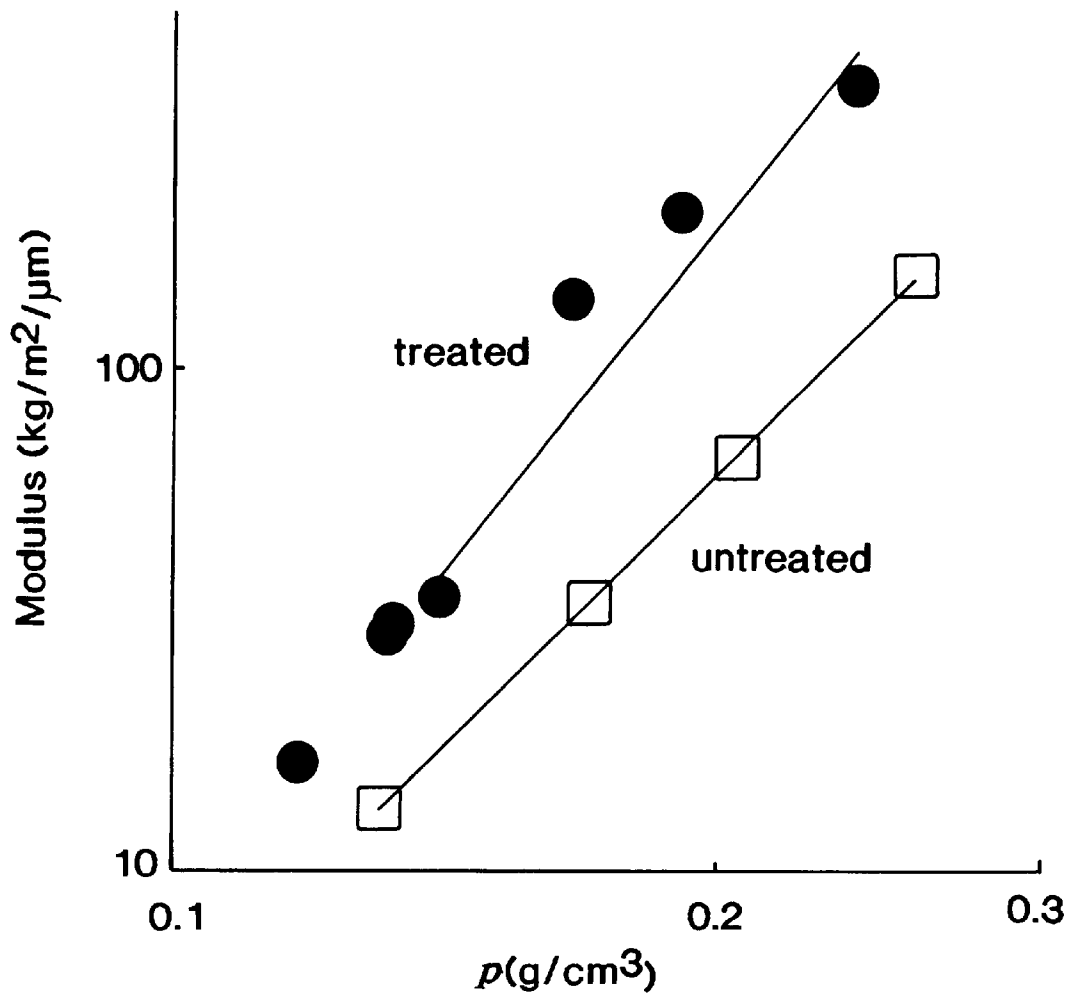 Modulus (kg/m2/μm)
treated
100
untreated
10
0.1
0.2
0.3
p(g/cm3)